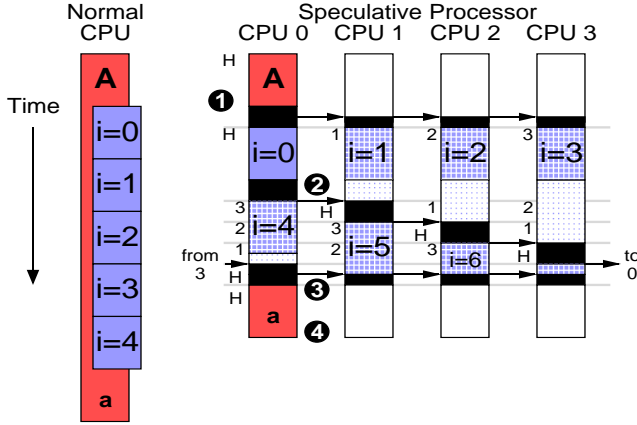 Normal
CPU
Speculative Processor
CPU 0 CPU 1 CPU 2 CPU 3
Time
H
A
A
1
H
1
2
3
i=0
i=0
i=1
i=2
i=3
i=1
2
3
H
1
2
i=4
2
3
H
1
i=2
1
2
i=5
3
i=6
H
from
3
H
to
0
i=3
H
3
a
4
i=4
a